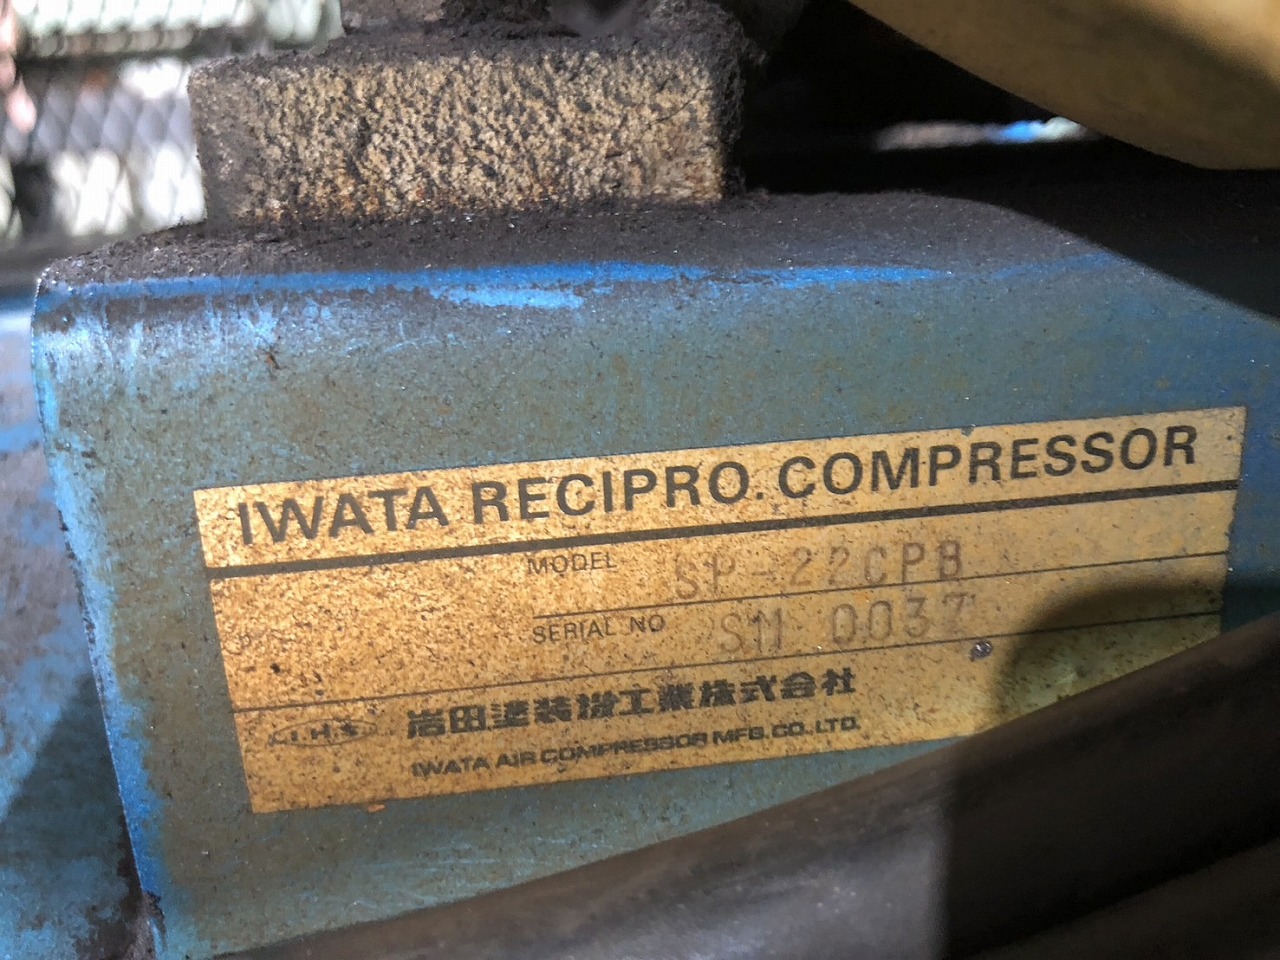 IWATA RECIPRO. COMPRESSOR
MODEL SP-22CPB
SERIAL NO SM 0037
岩田塗装機工業株式会社
IWATA AIR COMPRESSOR MFG. CO. LTD.